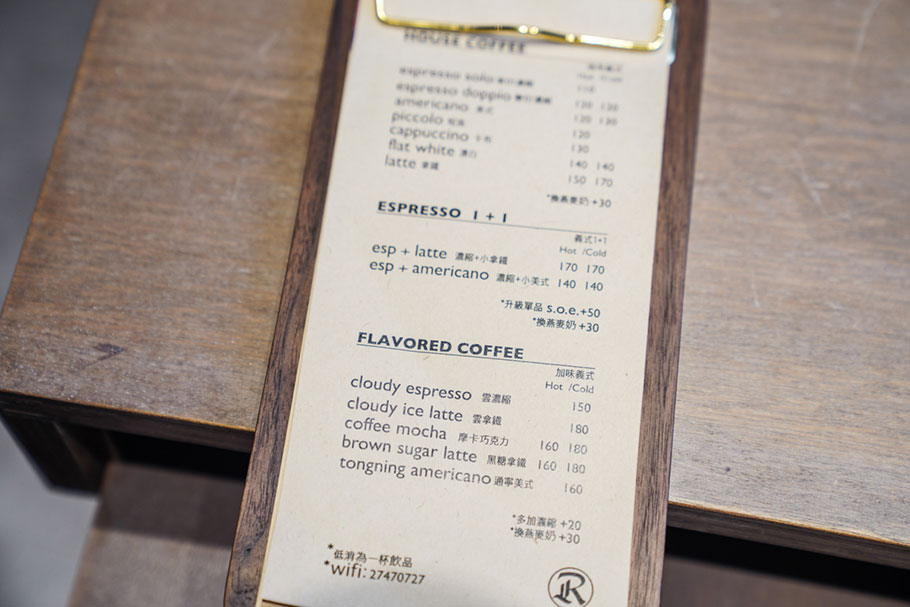 HOUSE COFFEE
Hot /Cold
espresso solo
espresso doppio 120 120
americano 美式 120 130
piccolo 120
cappuccino 卡布 130
flat white 濃白 140 140
latte 拿鐵 150 170
*換燕麥奶 +30
ESPRESSO 1 + 1
義式1+1
Hot /Cold
esp + latte 濃縮+小拿鐵 170 170
esp + americano 濃縮+小美式 140 140
*升級單品 s.o.e.+50
*換燕麥奶 +30
FLAVORED COFFEE
加味義式
Hot /Cold
cloudy espresso 雲濃縮 150
cloudy ice latte 雲拿鐵 180
coffee mocha 摩卡巧克力 160 180
brown sugar latte 黑糖拿鐵 160 180
tongning americano 通寧美式 160
*多加濃縮 +20
*換燕麥奶 +30
*低消為一杯飲品
*wifi: 27470727
R